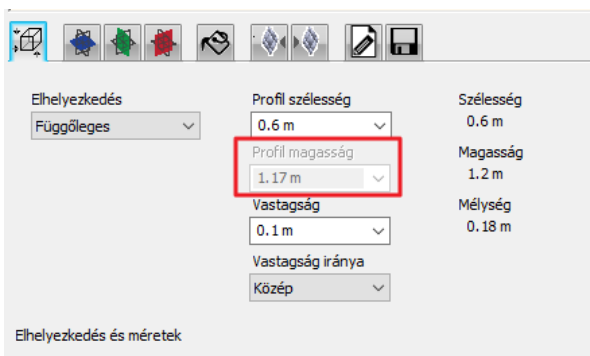 Elhelyezkedés
Függőleges
Profil szélesség
0.6 m
Profil magasság
1.17 m
Vastagság
0.1 m
Vastagság iránya
Közép
Szélesség
0.6 m
Magasság
1.2 m
Mélység
0.18 m
Elhelyezkedés és méretek